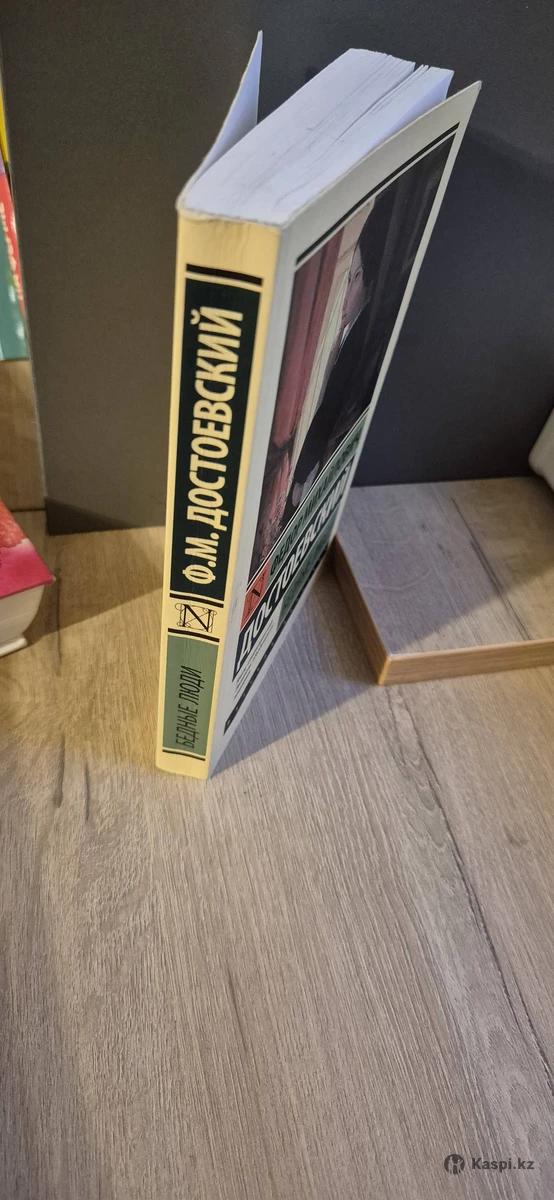 Ф.М. ДОСТОЕВСКИЙ
БЕДНЫЕ ЛЮДИ
ДОСТОЕВСКИЙ
Kaspi.kz